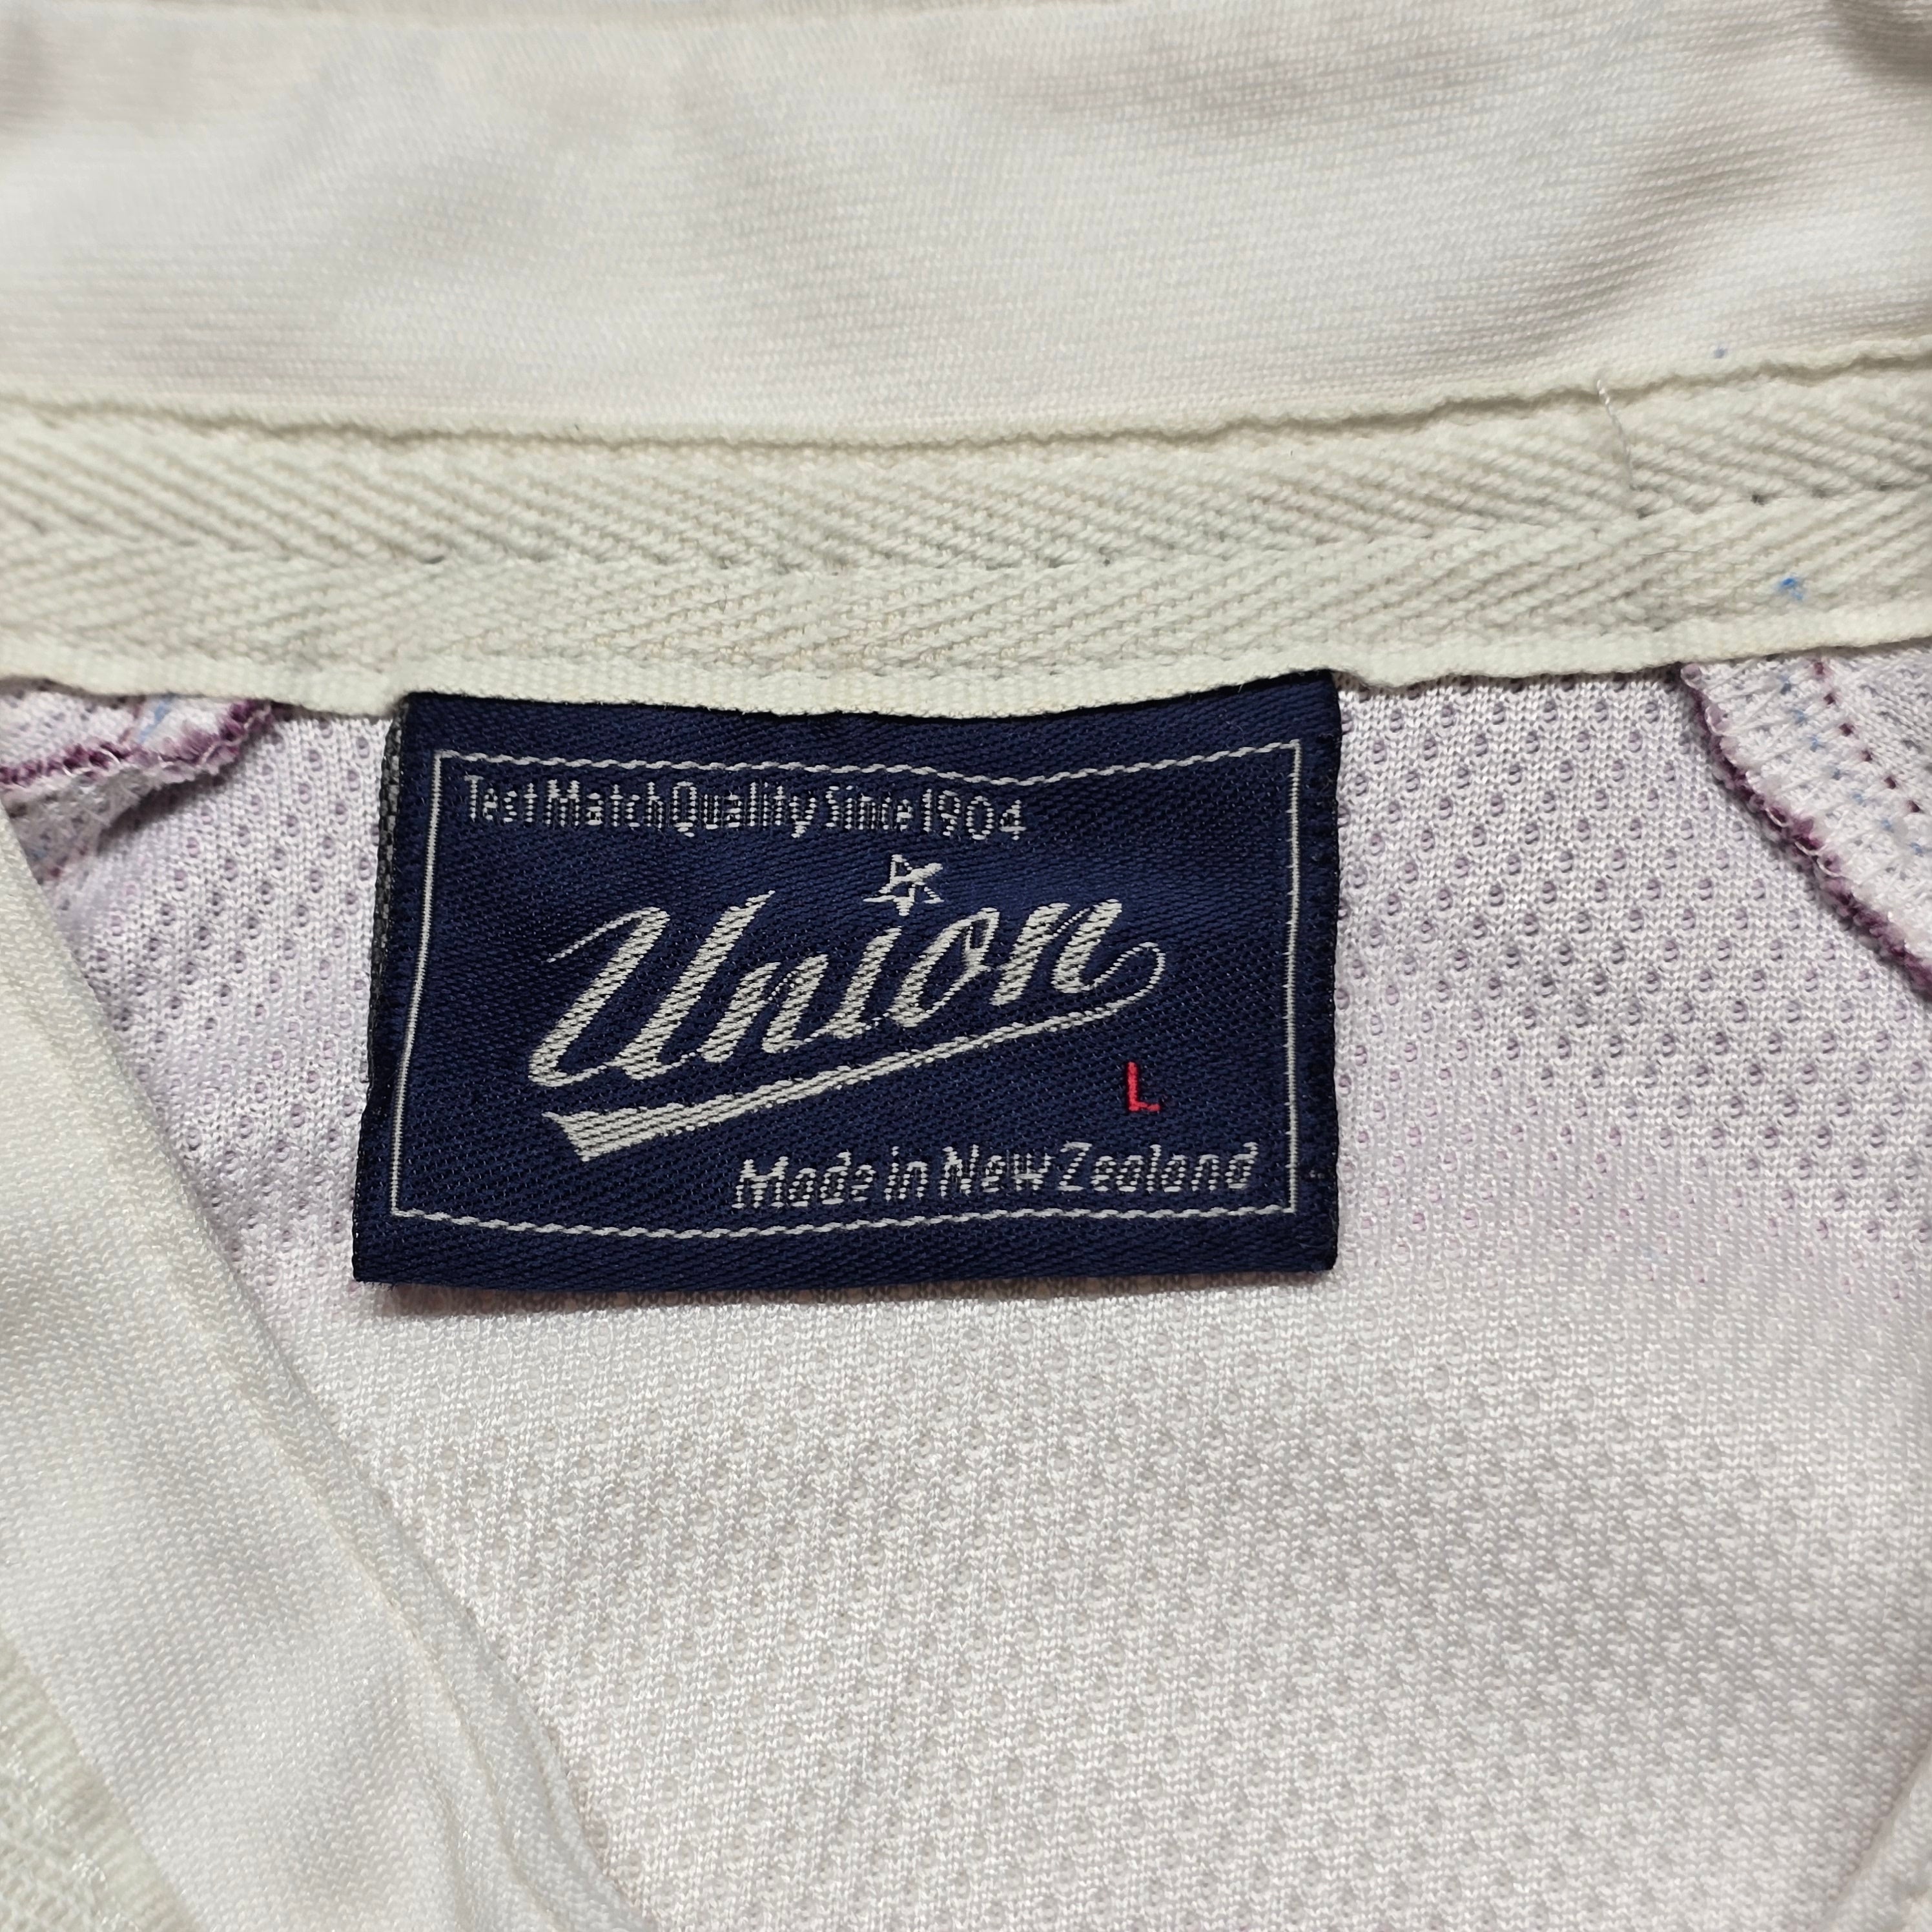 Test Match Quality Since 1904
Union
L
Made in New Zealand